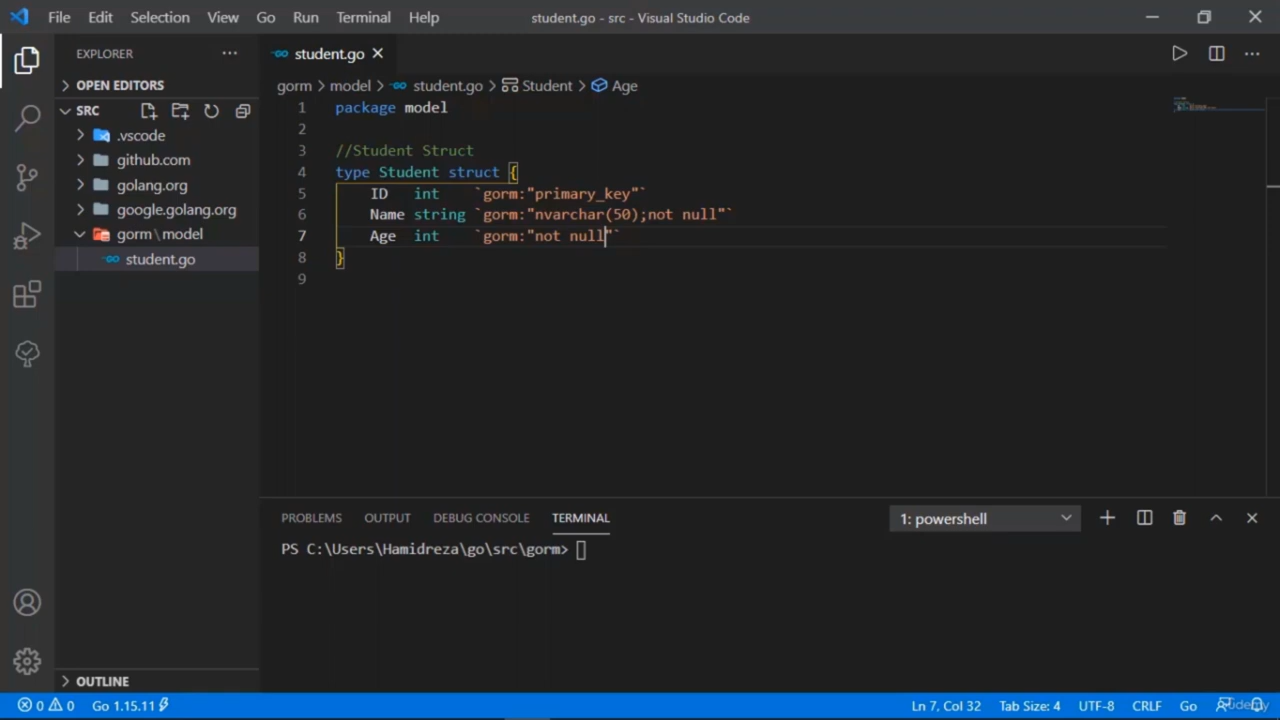 File Edit Selection View Go Run Terminal Help student.go - src - Visual Studio Code
EXPLORER
OPEN EDITORS
SRC
.vscode
github.com
golang.org
google.golang.org
gorm \ model
student.go
OUTLINE
student.go
gorm > model > student.go > Student > Age
1 package model
2
3 //Student Struct
4 type Student struct {
5 ID int `gorm:"primary_key"`
6 Name string `gorm:"nvarchar(50);not null"`
7 Age int `gorm:"not null"`
8 }
9
PROBLEMS OUTPUT DEBUG CONSOLE TERMINAL 1: powershell
PS C:\Users\Hamidreza\go\src\gorm>
0 0 Go 1.15.11 Ln 7, Col 32 Tab Size: 4 UTF-8 CRLF Go